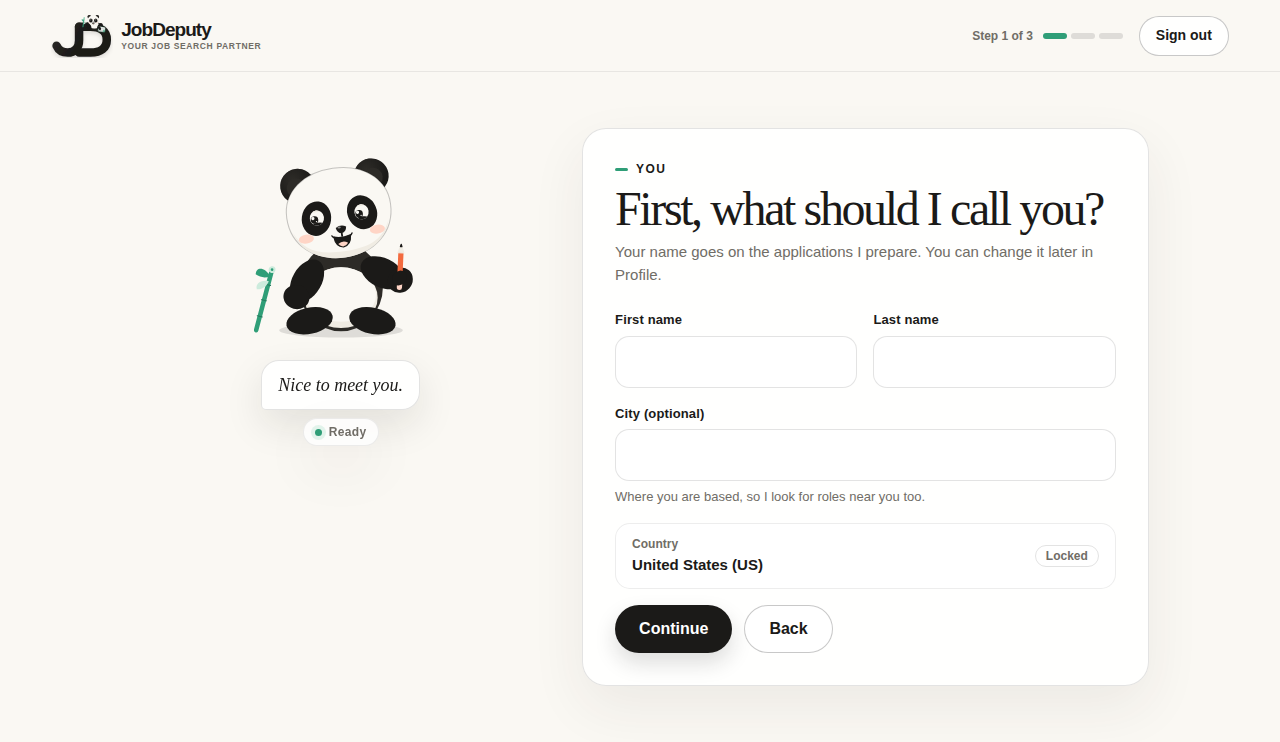 JobDeputy
YOUR JOB SEARCH PARTNER
Step 1 of 3
Sign out
Nice to meet you.
Ready
YOU
First, what should I call you?
Your name goes on the applications I prepare. You can change it later in
Profile.
First name
Last name
City (optional)
Where you are based, so I look for roles near you too.
Country
United States (US)
Locked
Continue
Back